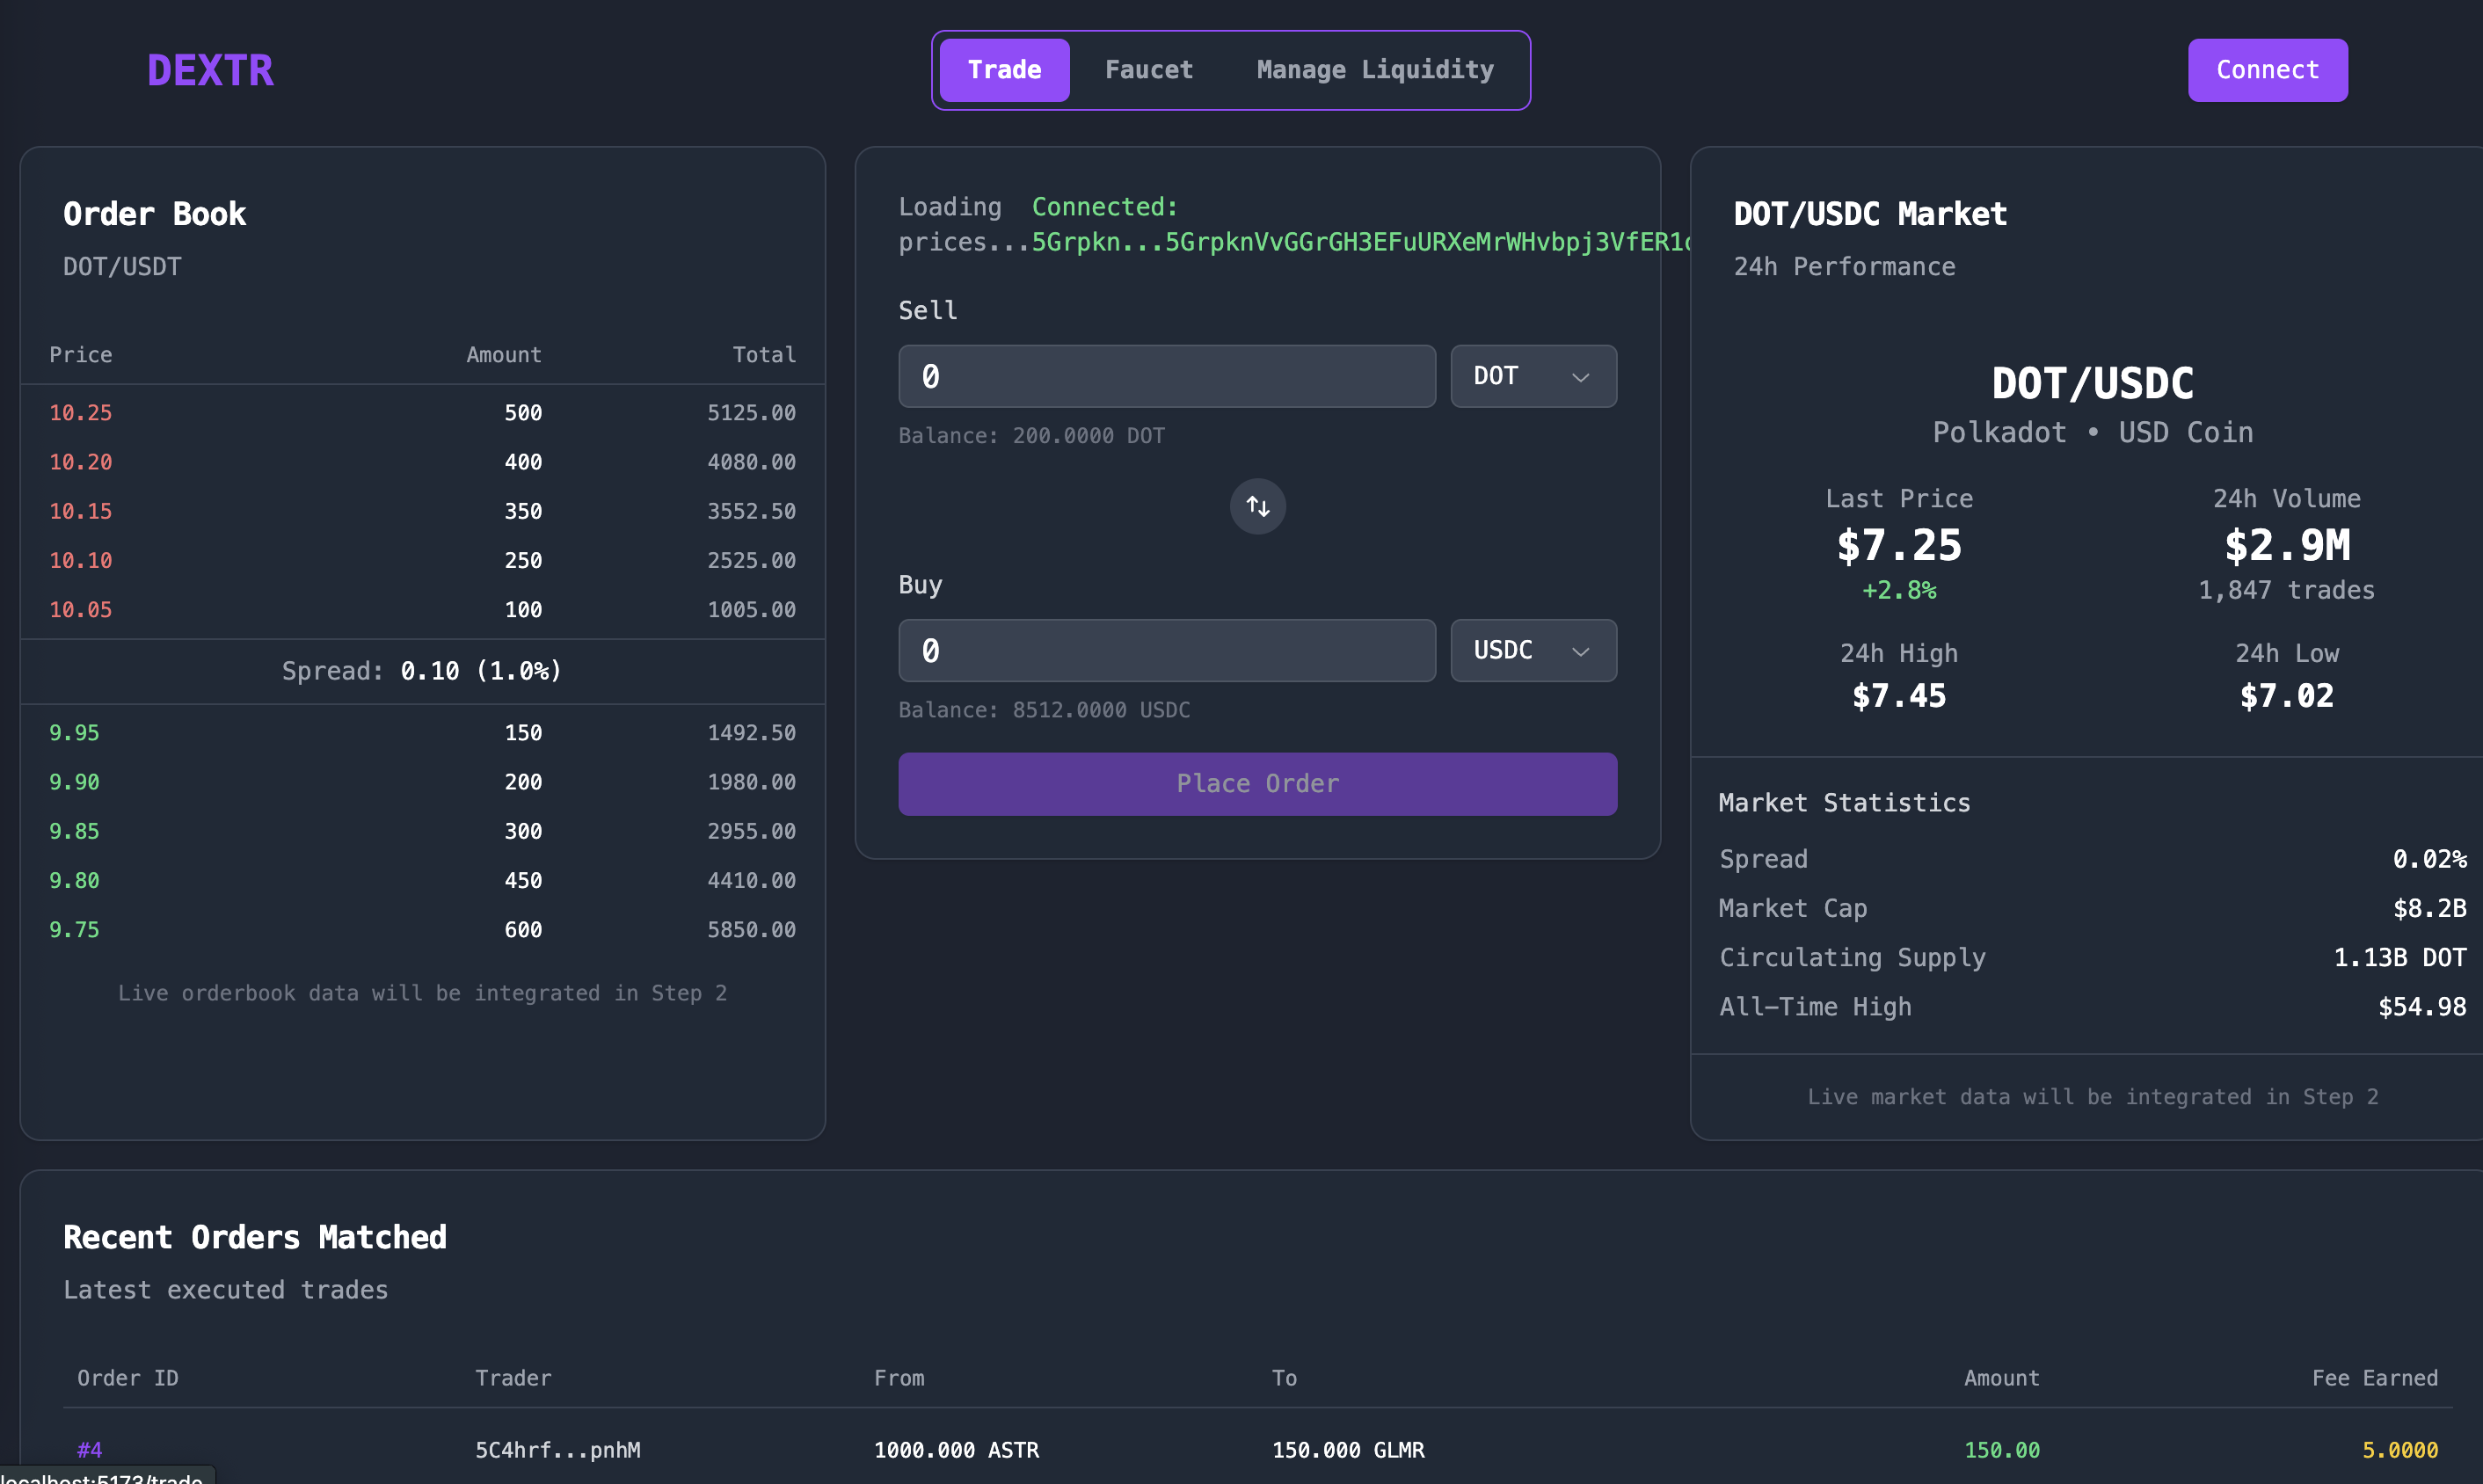 DEXTR
Trade Faucet Manage Liquidity
Connect
Order Book
DOT/USDT
Price Amount Total
10.25 500 5125.00
10.20 400 4080.00
10.15 350 3552.50
10.10 250 2525.00
10.05 100 1005.00
Spread: 0.10 (1.0%)
9.95 150 1492.50
9.90 200 1980.00
9.85 300 2955.00
9.80 450 4410.00
9.75 600 5850.00
Live orderbook data will be integrated in Step 2
Loading Connected:
prices...5Grpkn...5GrpknVvGGrGH3EFuURXeMrWHvbpj3VfER1
Sell
0 DOT
Balance: 200.0000 DOT
Buy
0 USDC
Balance: 8512.0000 USDC
Place Order
DOT/USDC Market
24h Performance
DOT/USDC
Polkadot • USD Coin
Last Price 24h Volume
$7.25 $2.9M
+2.8% 1,847 trades
24h High 24h Low
$7.45 $7.02
Market Statistics
Spread 0.02%
Market Cap $8.2B
Circulating Supply 1.13B DOT
All-Time High $54.98
Live market data will be integrated in Step 2
Recent Orders Matched
Latest executed trades
Order ID Trader From To Amount Fee Earned
#4 5C4hrf...pnhM 1000.000 ASTR 150.000 GLMR 150.00 5.0000
localhost:5173/trade